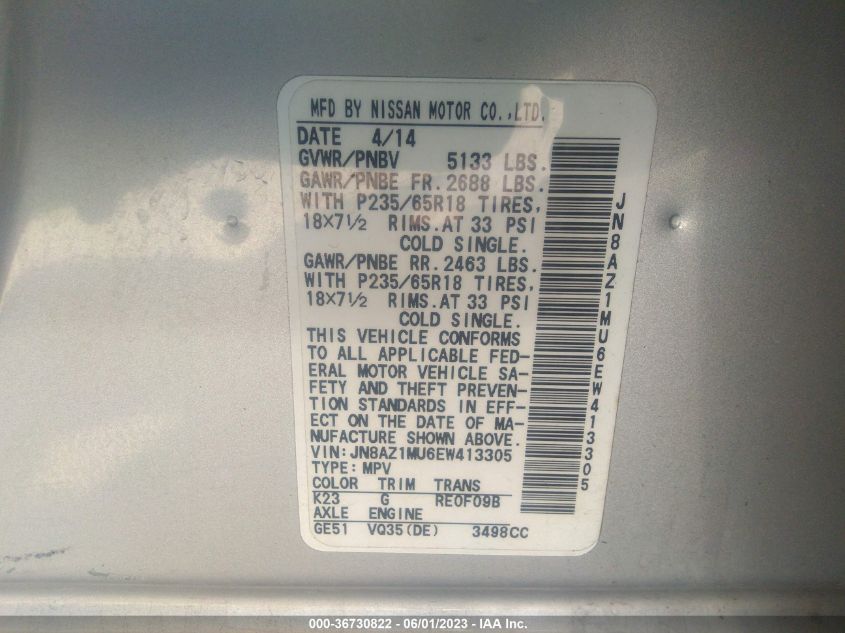 MFD BY NISSAN MOTOR CO.,LTD.
DATE 4/14
GVWR/PNBV 5133 LBS.
GAWR/PNBE FR.2688 LBS.
WITH P235/65R18 TIRES.
18X7½ RIMS.AT 33 PSI
COLD SINGLE.
GAWR/PNBE RR.2463 LBS.
WITH P235/65R18 TIRES.
18X7½ RIMS.AT 33 PSI
COLD SINGLE.
THIS VEHICLE CONFORMS
TO ALL APPLICABLE FED-
ERAL MOTOR VEHICLE SA-
FETY AND THEFT PREVEN-
TION STANDARDS IN EFF-
ECT ON THE DATE OF MA-
NUFACTURE SHOWN ABOVE.
VIN:JN8AZ1MU6EW413305
TYPE:MPV
COLOR TRIM TRANS
K23 G RE0F09B
AXLE ENGINE
GE51 VQ35(DE) 3498CC
JN8AZ1MU6EW413305
000-36730822 - 06/01/2023 - IAA Inc.